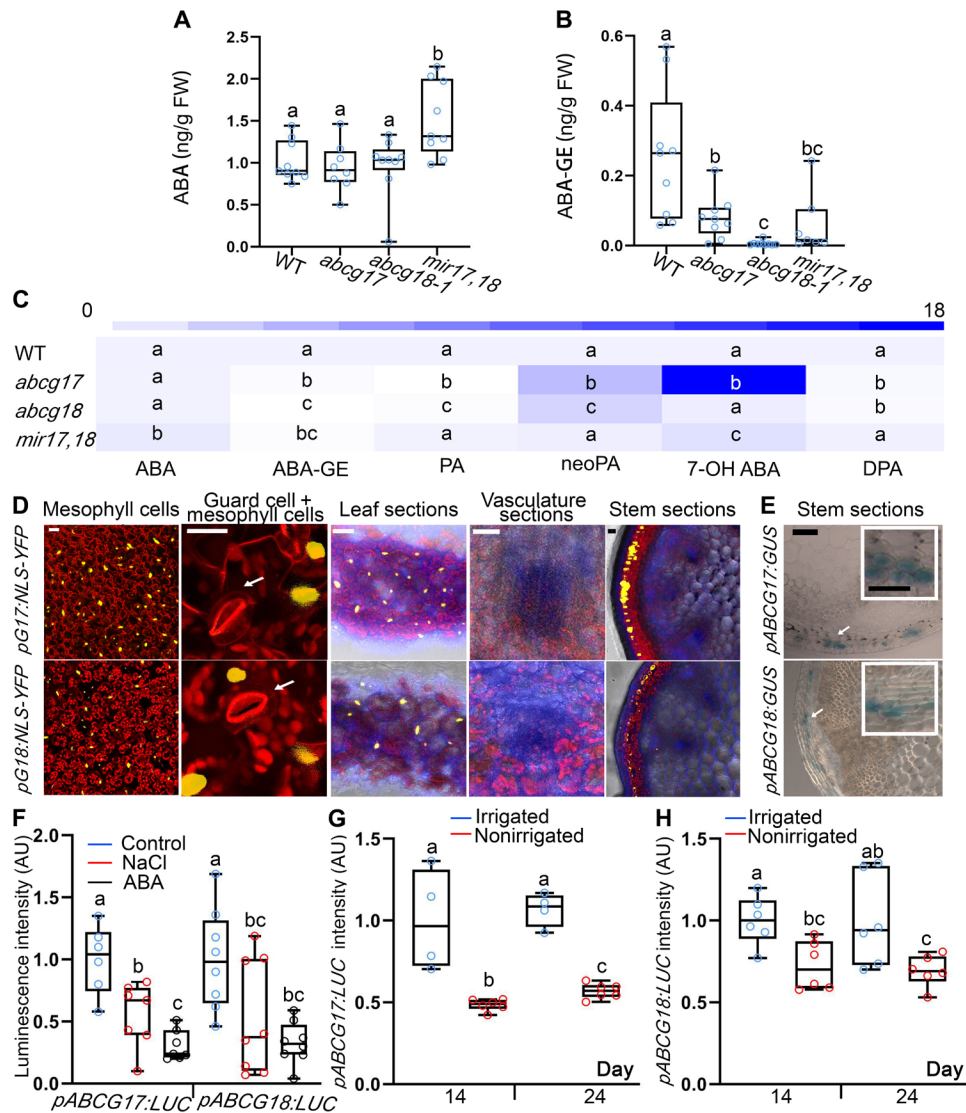 A
ABA (ng/g FW)
2.5
2.0
1.5
1.0
0.5
0.0
a
a
a
b
WT
abcg17
abcg18-1
mir17,18
B
ABA-GE (ng/g FW)
0.6
0.4
0.2
0.0
a
b
c
bc
WT
abcg17
abcg18-1
mir17,18
C
0 18
WT a a a a a a
abcg17 a b b b b b
abcg18 a c c c a b
mir17,18 b bc a a c a
ABA ABA-GE PA neoPA 7-OH ABA DPA
D
Mesophyll cells
Guard cell +
mesophyll cells
Leaf sections
Vasculature
sections
Stem sections
pG17:NLS-YFP
pG18:NLS-YFP
E
Stem sections
pABCG17:GUS
pABCG18:GUS
F
Luminescence intensity (AU)
2.0
1.5
1.0
0.5
0.0
Control
NaCl
ABA
a
b
c
a
bc
bc
pABCG17:LUC
pABCG18:LUC
G
Irrigated
Nonirrigated
pABCG17:LUC intensity (AU)
1.5
1.0
0.5
0.0
a
b
a
c
Day
14
24
H
Irrigated
Nonirrigated
pABCG18:LUC intensity (AU)
1.5
1.0
0.5
0.0
a
bc
ab
c
Day
14
24